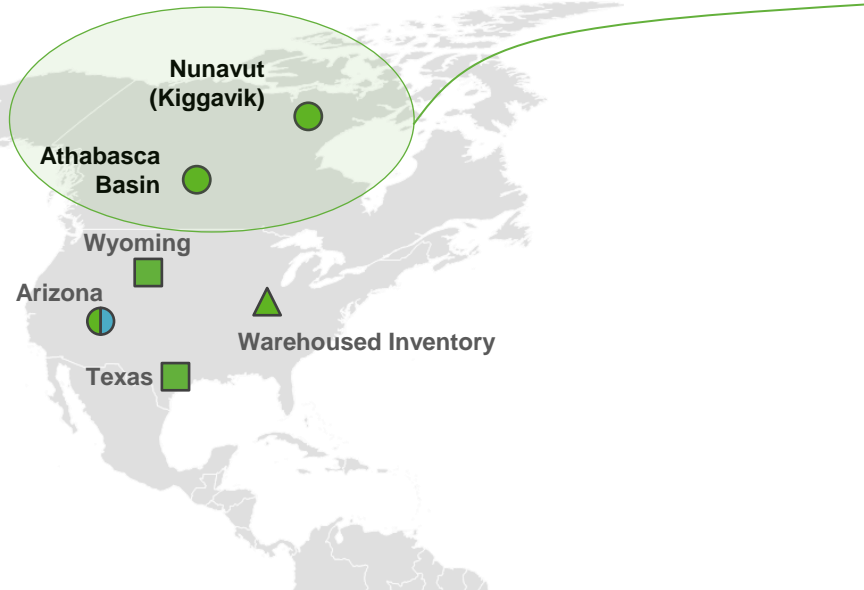 Nunavut
(Kiggavik)
Athabasca
Basin
Wyoming
Arizona
Warehoused Inventory
Texas